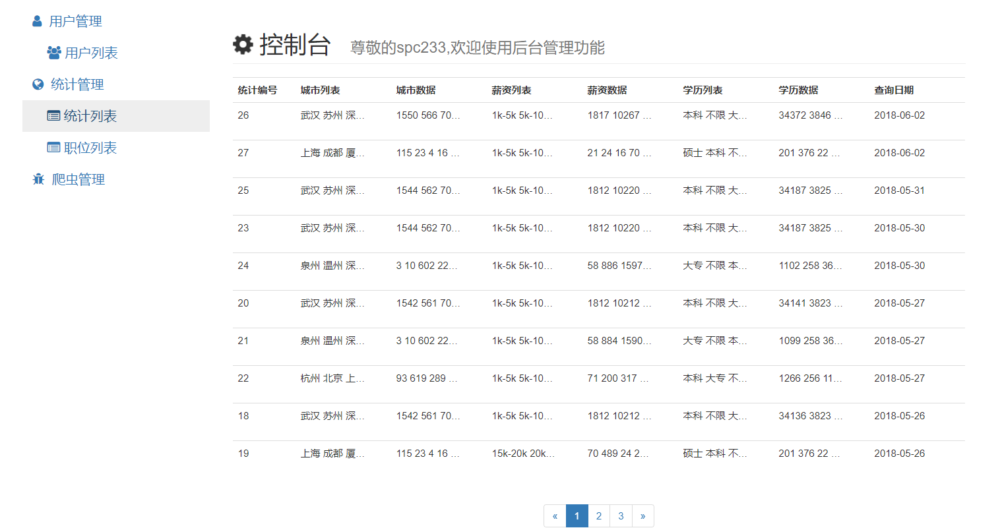 用户管理
用户列表
统计管理
统计列表
职位列表
爬虫管理
控制台 尊敬的spc233,欢迎使用后台管理功能
统计编号 城市列表 城市数据 薪资列表 薪资数据 学历列表 学历数据 查询日期
26 武汉 苏州 深... 1550 566 70... 1k-5k 5k-10... 1817 10267 ... 本科 不限 大... 34372 3846 ... 2018-06-02
27 上海 成都 厦... 115 23 4 16 ... 1k-5k 5k-10... 21 24 16 70 ... 硕士 本科 不... 201 376 22 ... 2018-06-02
25 武汉 苏州 深... 1544 562 70... 1k-5k 5k-10... 1812 10220 ... 本科 不限 大... 34187 3825 ... 2018-05-31
23 武汉 苏州 深... 1544 562 70... 1k-5k 5k-10... 1812 10220 ... 本科 不限 大... 34187 3825 ... 2018-05-30
24 泉州 温州 深... 3 10 602 22... 1k-5k 5k-10... 58 886 1597... 大专 不限 本... 1102 258 36... 2018-05-30
20 武汉 苏州 深... 1542 561 70... 1k-5k 5k-10... 1812 10212 ... 本科 不限 大... 34141 3823 ... 2018-05-27
21 泉州 温州 深... 3 10 602 22... 1k-5k 5k-10... 58 884 1590... 大专 不限 本... 1099 258 36... 2018-05-27
22 杭州 北京 上... 93 619 289 ... 1k-5k 5k-10... 71 200 317 ... 本科 大专 不... 1266 256 11... 2018-05-27
18 武汉 苏州 深... 1542 561 70... 1k-5k 5k-10... 1812 10212 ... 本科 不限 大... 34136 3823 ... 2018-05-26
19 上海 成都 厦... 115 23 4 16 ... 15k-20k 20k... 70 489 24 2... 硕士 本科 不... 201 376 22 ... 2018-05-26
« 1 2 3 »